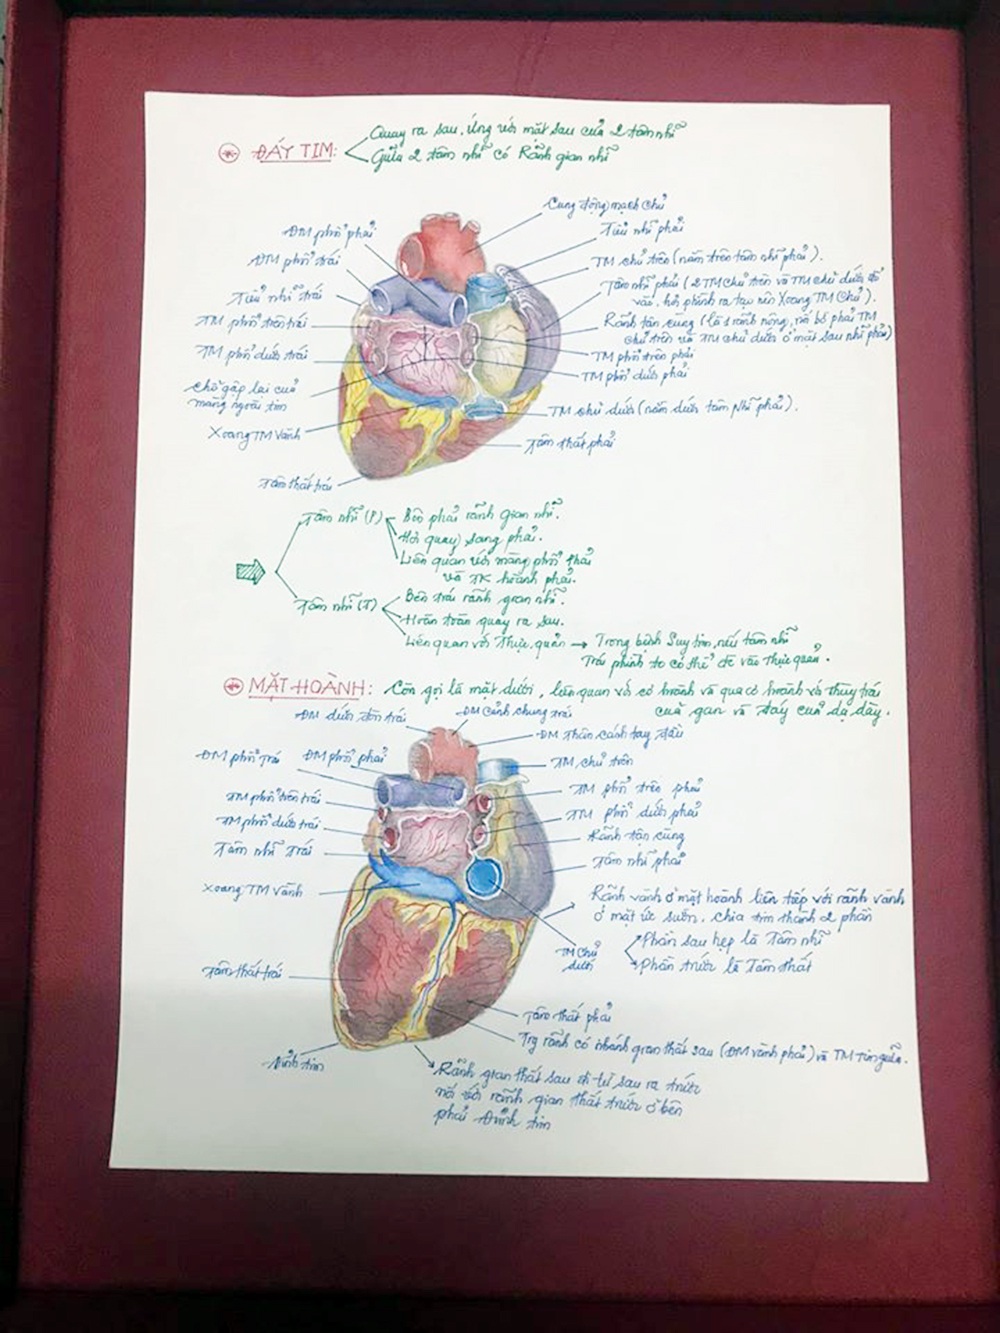 ĐÁY TIM:
Quay ra sau, ứng với mặt sau của 2 tâm nhĩ
Giữa 2 tâm nhĩ có Rãnh gian nhĩ
Cung động mạch chủ
ĐM phổi phải
Tiểu nhĩ phải
ĐM phổi trái
TM chủ trên (nằm trên tâm nhĩ phải).
Tiểu nhĩ trái
Tâm nhĩ phải (2 TM chủ trên và TM chủ dưới đổ
vào, hơi phình ra tạo nên Xoang TM Chủ).
TM phổi trên trái
Rãnh tận cùng (là 1 rãnh nông, nối bờ phải TM
chủ trên và TM chủ dưới ở mặt sau nhĩ phải)
TM phổi dưới trái
TM phổi trên phải
TM phổi dưới phải
Chỗ gấp lại của
màng ngoài tim
TM chủ dưới (nằm dưới tâm nhĩ phải).
Xoang TM Vành
Tâm thất phải
Tâm thất trái
Tâm nhĩ (P)
Bên phải rãnh gian nhĩ.
Hơi quay sang phải.
Liên quan với màng phổi phải
và TK hoành phải.
Tâm nhĩ (T)
Bên trái rãnh gian nhĩ.
Hoàn toàn quay ra sau.
Liên quan với Thực quản → Trong bệnh Suy tim, nếu tâm nhĩ
Trái phình to có thể đè vào thực quản.
MẶT HOÀNH: Còn gọi là mặt dưới, liên quan với cơ hoành và qua cơ hoành với thùy trái
của gan và đáy của dạ dày.
ĐM dưới đòn trái
ĐM cảnh chung trái
ĐM Thân cánh tay đầu
ĐM phổi Trái
ĐM phổi phải
TM chủ trên
TM phổi trên trái
TM phổi trên phải
TM phổi dưới trái
TM phổi dưới phải
Rãnh tận cùng
Tâm nhĩ Trái
Tâm nhĩ phải
Xoang TM vành
Rãnh vành ở mặt hoành liên tiếp với rãnh vành
ở mặt ức sườn, chia tim thành 2 phần
Phần sau hẹp là Tâm nhĩ
Phần trước là Tâm thất
TM Chủ
dưới
Tâm thất trái
Tâm thất phải
Trg rãnh có nhánh gian thất sau (ĐM vành phải) và TM tim giữa.
Đỉnh tim
Rãnh gian thất sau đi từ sau ra trước
nối với rãnh gian thất trước ở bên
phải Đỉnh tim